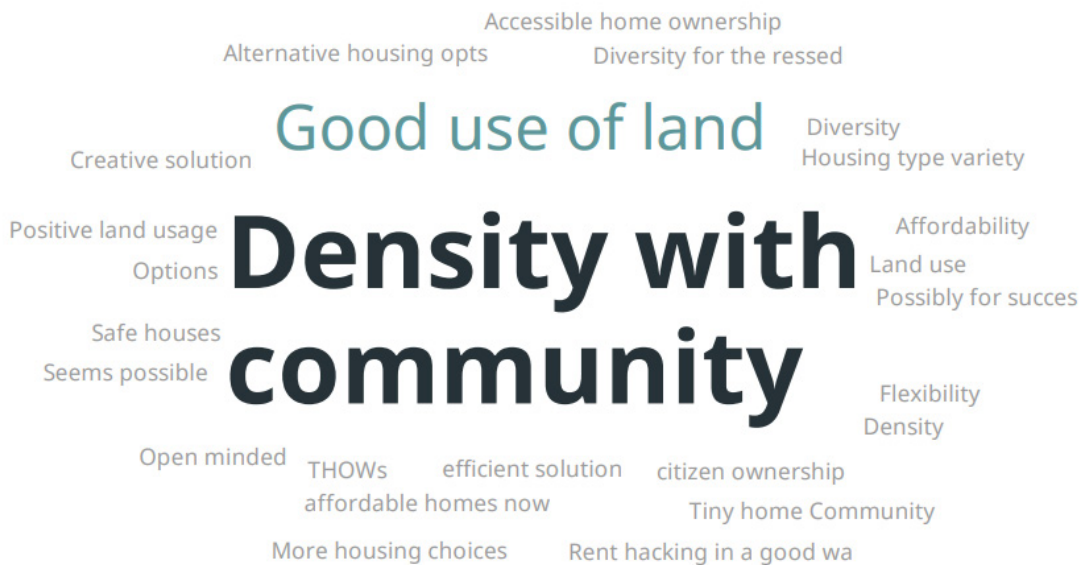 Accessible home ownership
Alternative housing opts
Diversity for the ressed
Good use of land
Diversity
Creative solution
Housing type variety
Positive land usage
Density with
Affordability
Options
Land use
Possibly for succes
Safe houses
community
Seems possible
Flexibility
Density
Open minded
THOWs
efficient solution
citizen ownership
affordable homes now
Tiny home Community
More housing choices
Rent hacking in a good wa